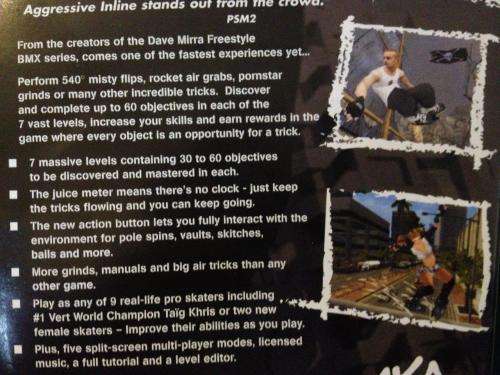 Aggressive Inline stands out from the crowd.
PSM2
From the creators of the Dave Mirra Freestyle
BMX series, comes one of the fastest experiences yet...
Perform 540° misty flips, rocket air grabs, pornstar
grinds or many other incredible tricks. Discover
and complete up to 60 objectives in each of the
7 vast levels, increase your skills and earn rewards in the
game where every object is an opportunity for a trick.
7 massive levels containing 30 to 60 objectives
to be discovered and mastered in each.
The juice meter means there's no clock - just keep
the tricks flowing and you can keep going.
The new action button lets you fully interact with the
environment for pole spins, vaults, skitches,
bails and more.
More grinds, manuals and big air tricks than any
other game.
Play as any of 9 real-life pro skaters including
#1 Vert World Champion Taïg Khris or two new
female skaters – Improve their abilities as you play.
Plus, five split-screen multi-player modes, licensed
music, a full tutorial and a level editor.